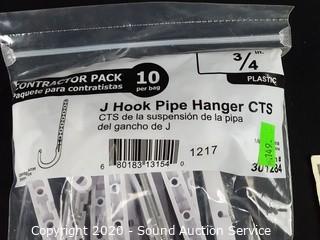 CONTRACTOR PACK
Paquete para contratistas
10
per bag
3/4
in.
PLASTIC
J Hook Pipe Hanger CTS
CTS de la suspensión de la pipa
del gancho de J
6 80183 13154 0
1217
301284
Copyright 2020 - Sound Auction Service